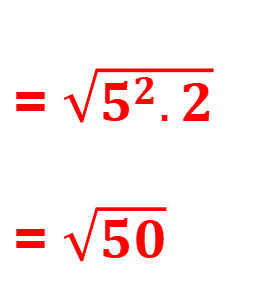 = √5². 2
= √50